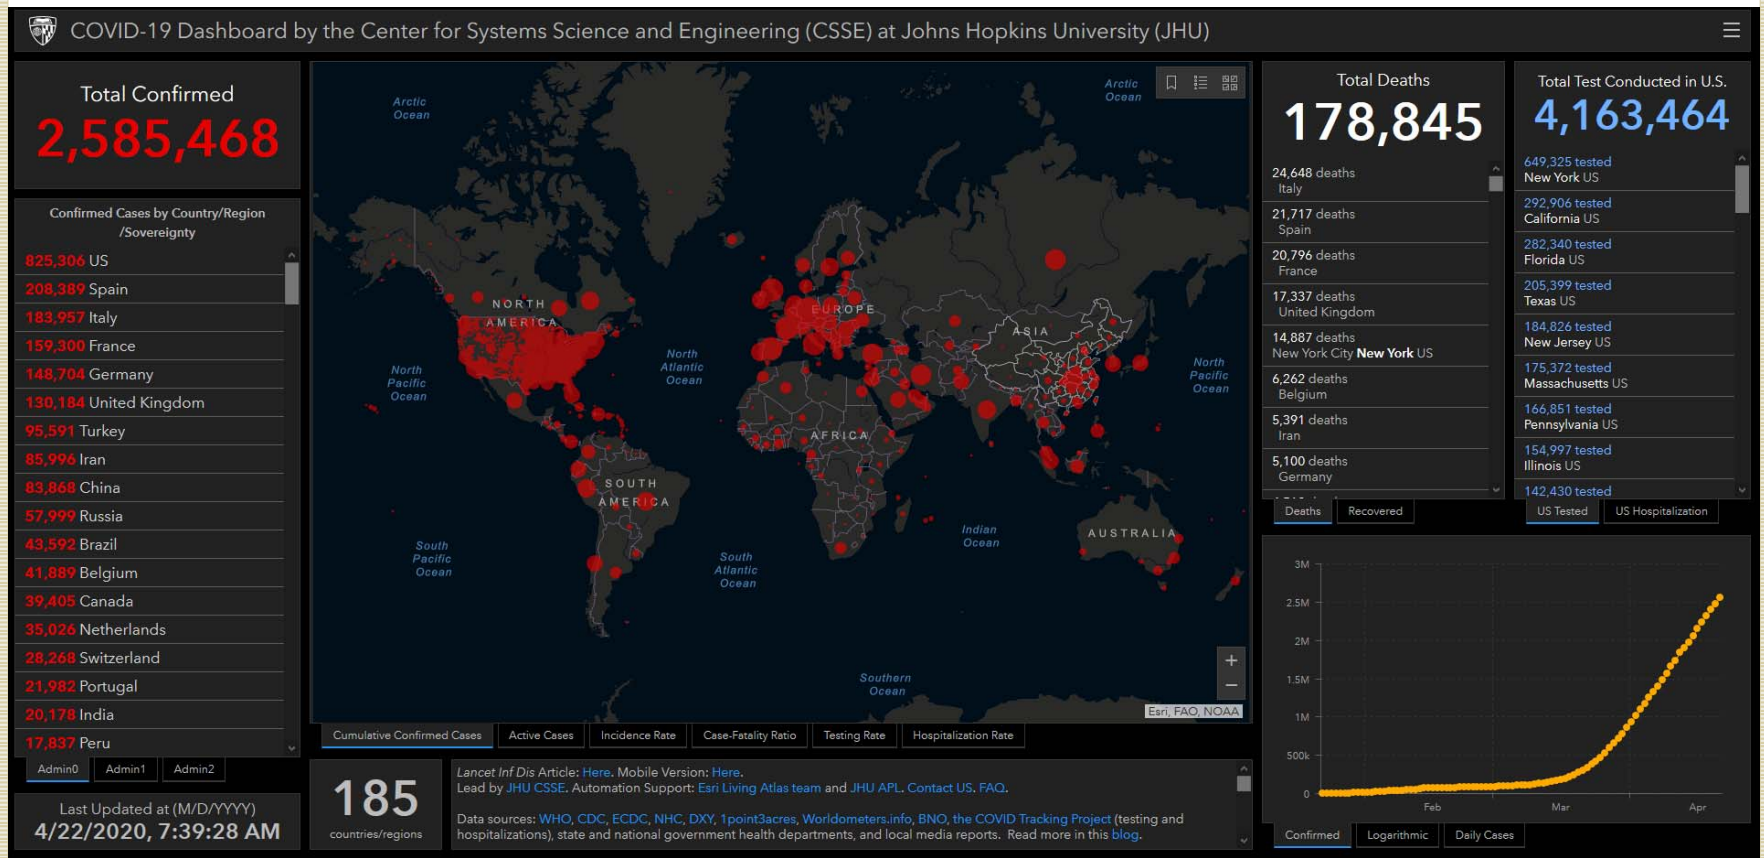 COVID-19 Dashboard by the Center for Systems Science and Engineering (CSSE) at Johns Hopkins University (JHU)
Total Confirmed
2,585,468
Confirmed Cases by Country/Region
/Sovereignty
825,306 US
208,389 Spain
183,957 Italy
159,300 France
148,704 Germany
130,184 United Kingdom
95,591 Turkey
85,996 Iran
83,868 China
57,999 Russia
43,592 Brazil
41,889 Belgium
39,405 Canada
35,026 Netherlands
28,268 Switzerland
21,982 Portugal
20,178 India
17,837 Peru
Admin0
Admin1
Admin2
Last Updated at (M/D/YYYY)
4/22/2020, 7:39:28 AM
Arctic
Ocean
Arctic
Ocean
NORTH
AMERICA
EUROPE
ASIA
North
Atlantic
Ocean
North
Pacific
Ocean
North
Pacific
Ocean
AFRICA
SOUTH
AMERICA
Indian
Ocean
AUSTRALIA
South
Pacific
Ocean
South
Atlantic
Ocean
Southern
Ocean
+
−
Esri, FAO, NOAA
Cumulative Confirmed Cases
Active Cases
Incidence Rate
Case-Fatality Ratio
Testing Rate
Hospitalization Rate
185
countries/regions
Lancet Inf Dis Article: Here. Mobile Version: Here.
Lead by JHU CSSE. Automation Support: Esri Living Atlas team and JHU APL. Contact US. FAQ.
Data sources: WHO, CDC, ECDC, NHC, DXY, 1point3acres, Worldometers.info, BNO, the COVID Tracking Project (testing and
hospitalizations), state and national government health departments, and local media reports. Read more in this blog.
Total Deaths
178,845
24,648 deaths
Italy
21,717 deaths
Spain
20,796 deaths
France
17,337 deaths
United Kingdom
14,887 deaths
New York City New York US
6,262 deaths
Belgium
5,391 deaths
Iran
5,100 deaths
Germany
Deaths
Recovered
Total Test Conducted in U.S.
4,163,464
649,325 tested
New York US
292,906 tested
California US
282,340 tested
Florida US
205,399 tested
Texas US
184,826 tested
New Jersey US
175,372 tested
Massachusetts US
166,851 tested
Pennsylvania US
154,997 tested
Illinois US
142,430 tested
US Tested
US Hospitalization
3M
2.5M
2M
1.5M
1M
500k
0
Feb
Mar
Apr
Confirmed
Logarithmic
Daily Cases